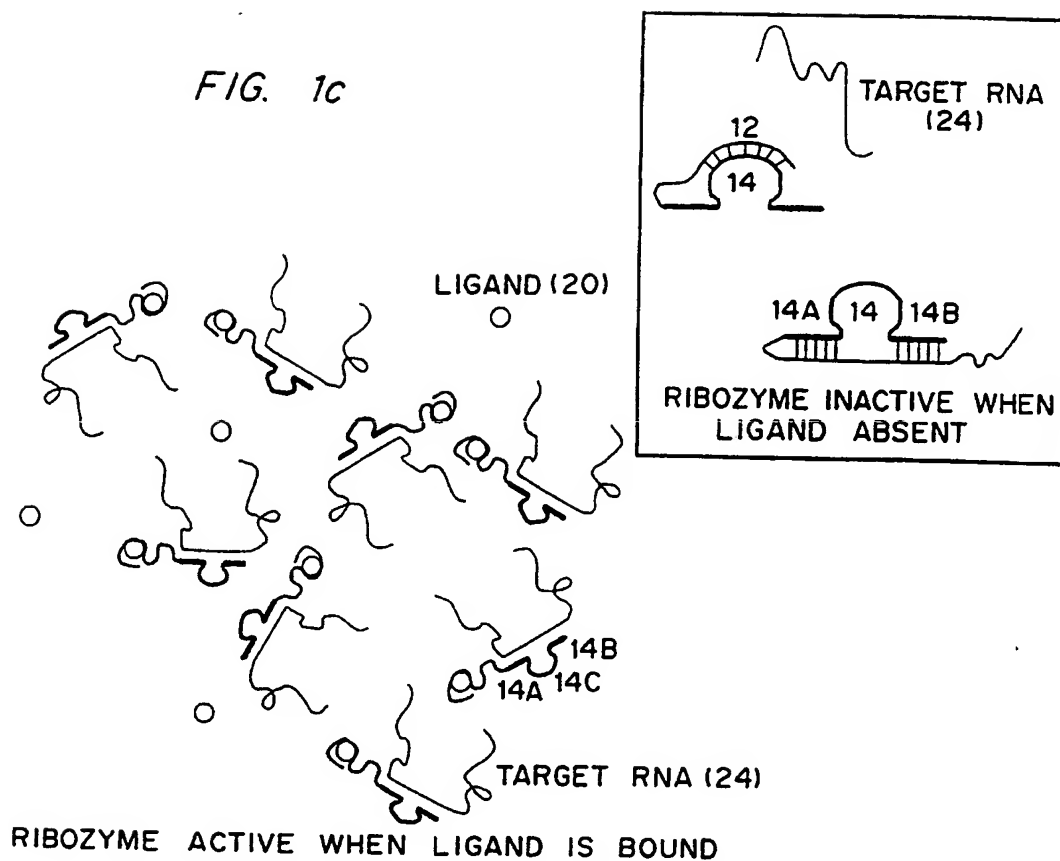 FIG. 1c
TARGET RNA
(24)
12
14
14A 14 14B
RIBOZYME INACTIVE WHEN
LIGAND ABSENT
LIGAND (20)
14B
14A 14C
TARGET RNA (24)
RIBOZYME ACTIVE WHEN LIGAND IS BOUND